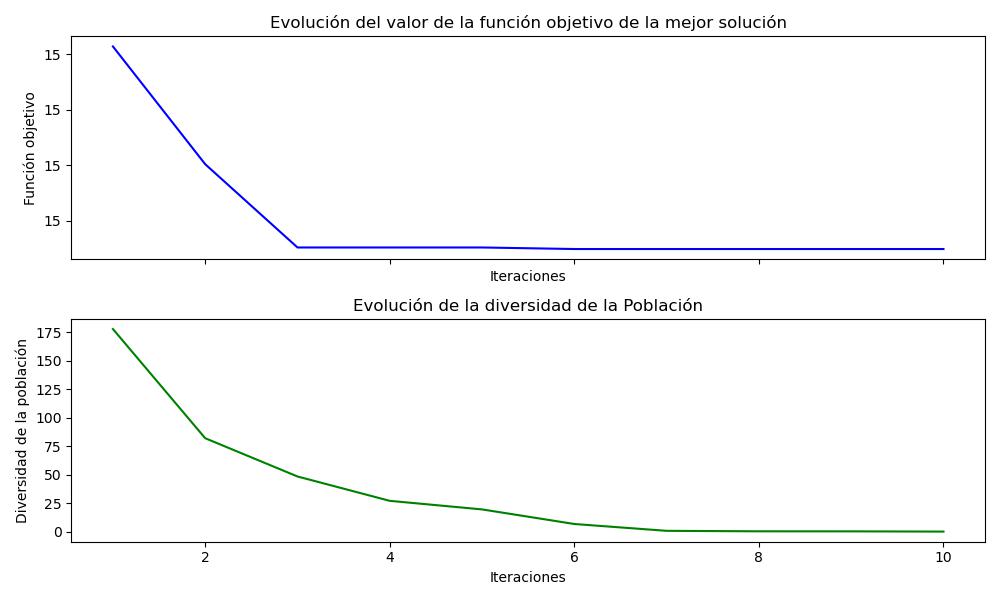 Evolución del valor de la función objetivo de la mejor solución
15
15
15
15
Función objetivo
Iteraciones
Evolución de la diversidad de la Población
175
150
125
100
75
50
25
0
Diversidad de la población
2 4 6 8 10
Iteraciones